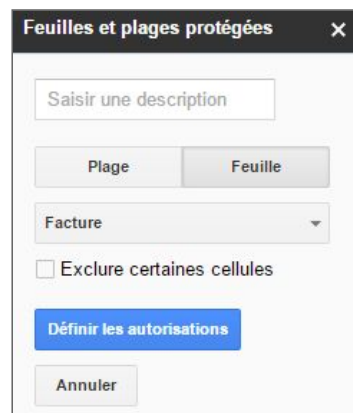 Feuilles et plages protégées ×
Saisir une description
Plage Feuille
Facture
Exclure certaines cellules
Définir les autorisations
Annuler